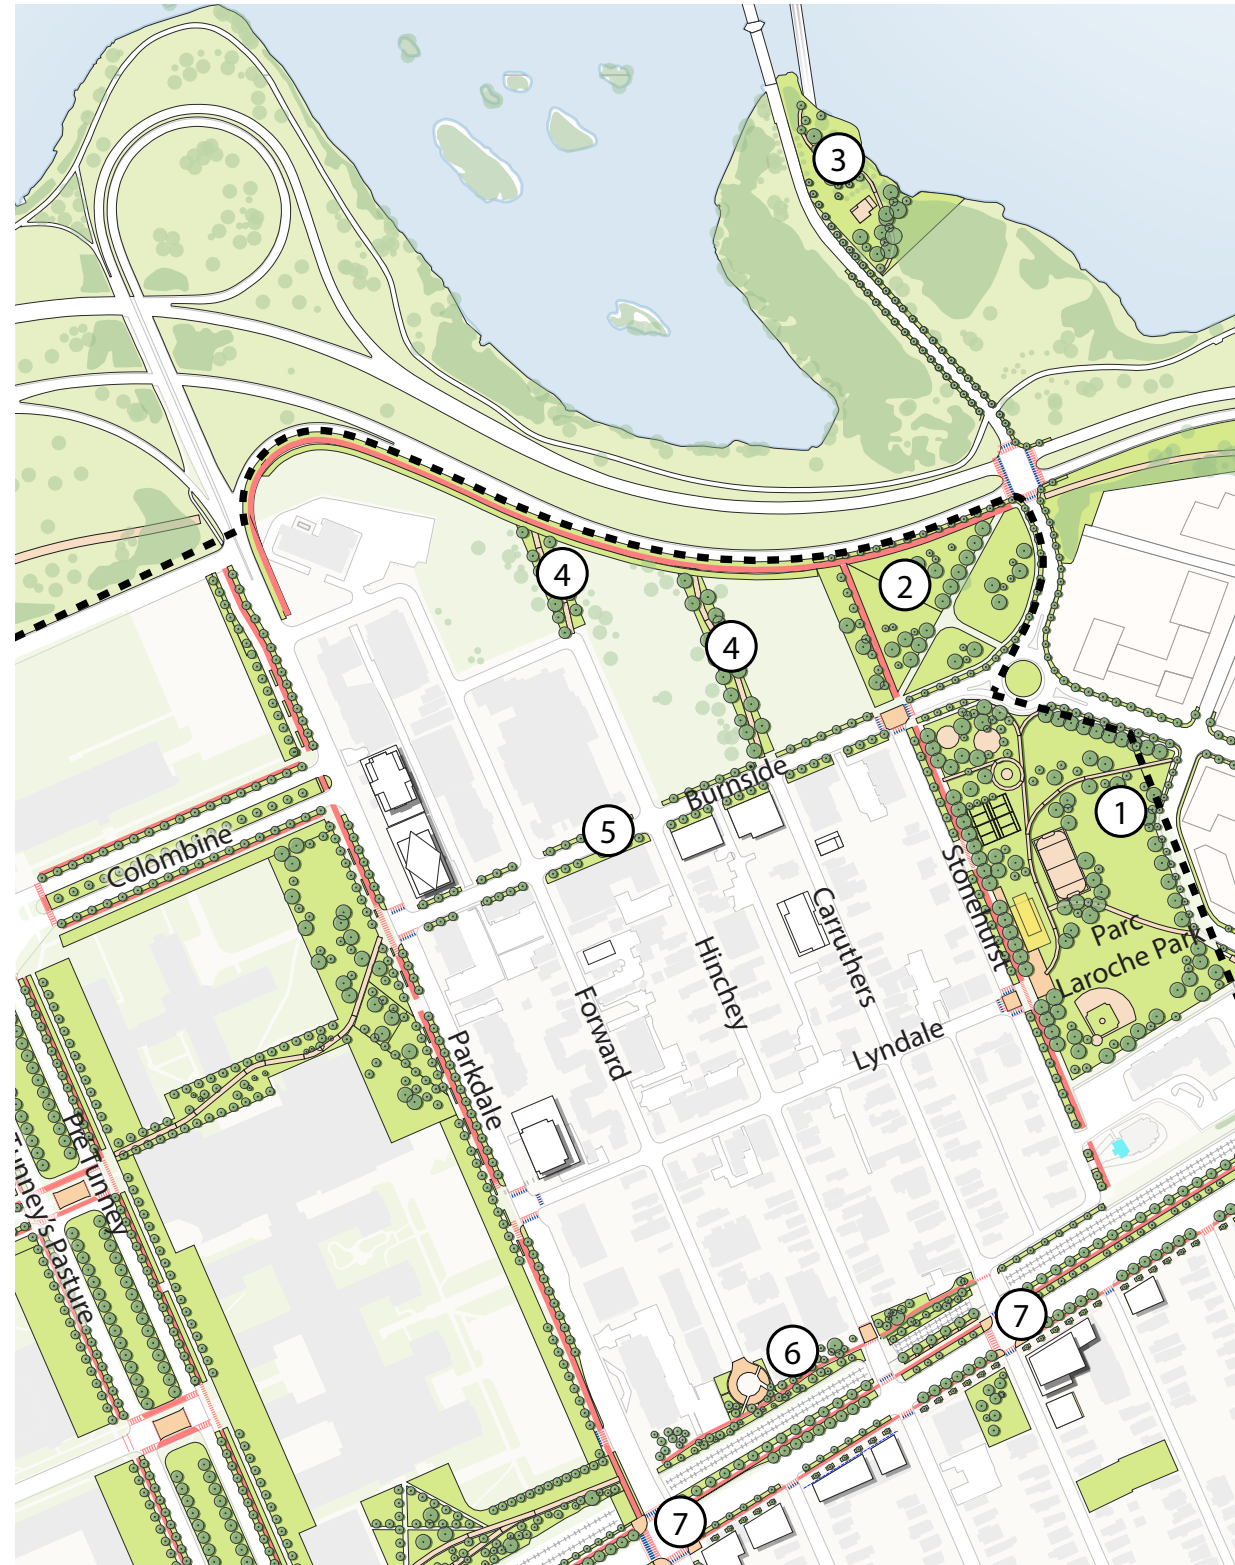 3
4
2
4
Burnside
1
5
Colombine
Stonehurst
Carruthers
Parc
Laroche Park
Hinchey
Forward
Lyndale
Parkdale
Pré Tunney
Tunney's Pasture
7
6
7